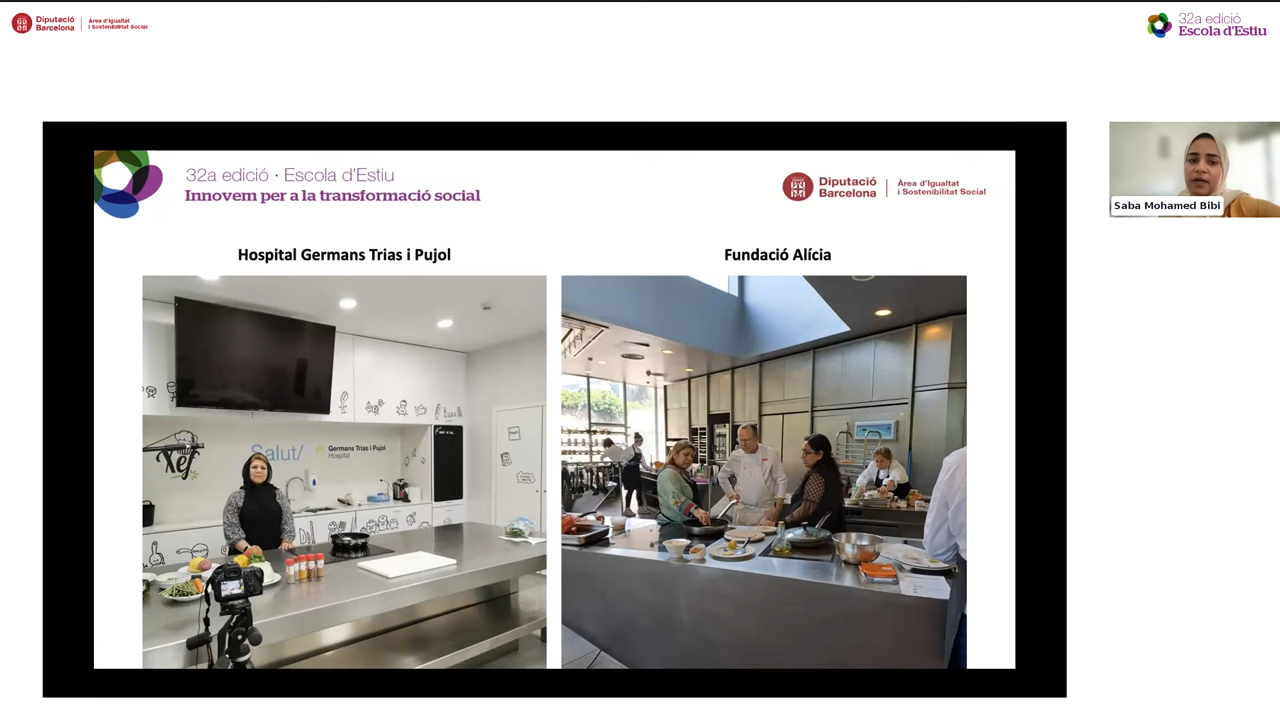 Diputació
Barcelona
Àrea d'Igualtat
i Sostenibilitat Social
32a edició
Escola d'Estiu
32a edició · Escola d'Estiu
Innovem per a la transformació social
Diputació
Barcelona
Àrea d'Igualtat
i Sostenibilitat Social
Hospital Germans Trias i Pujol
Fundació Alícia
Xef
Salut/
Germans Trias i Pujol
Hospital
Saba Mohamed Bibi